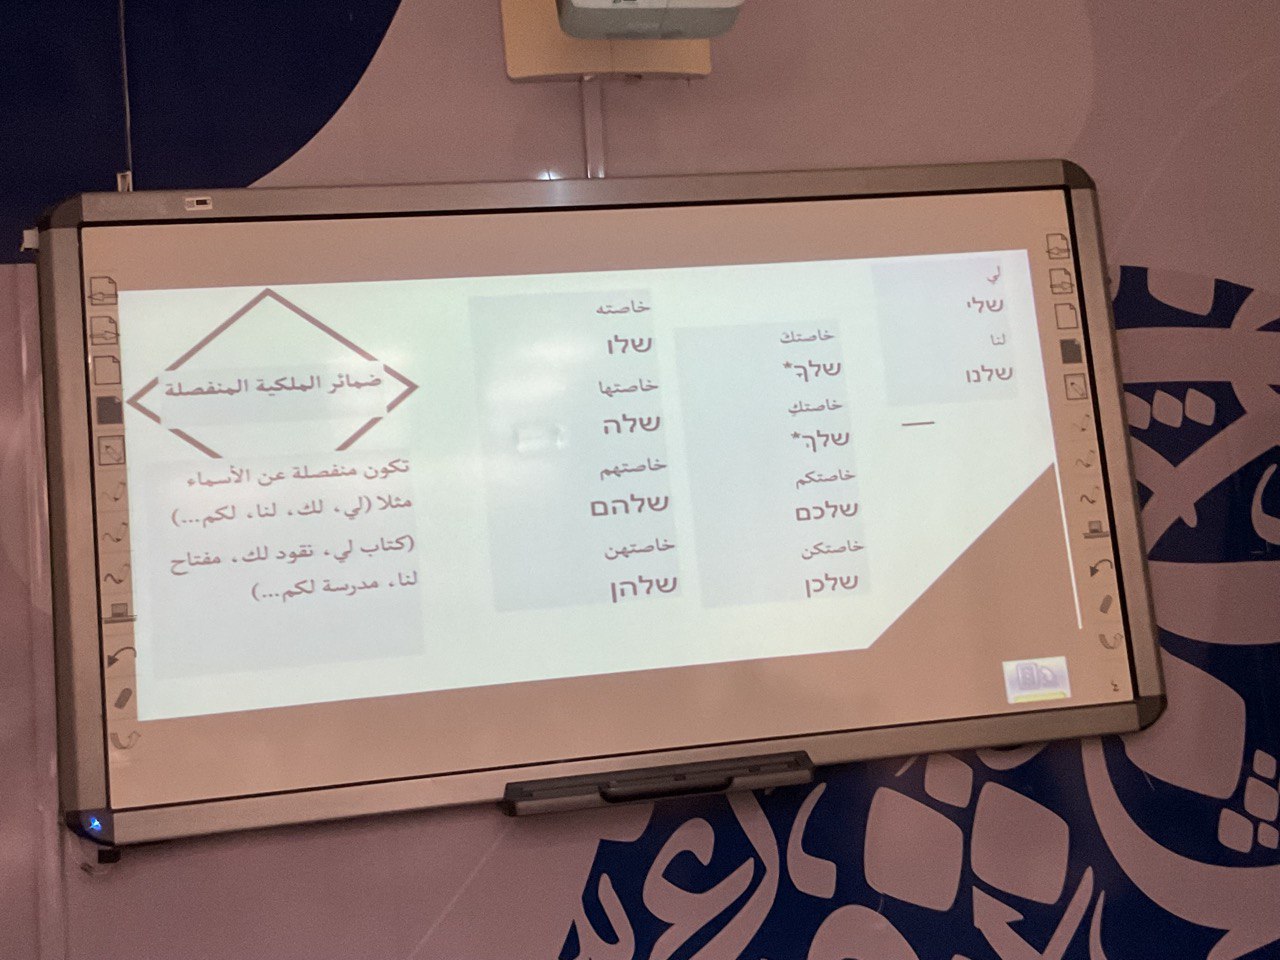 لي
שלי
لنا
שלנו
خاصتكَ
שלךָ*
خاصتكِ
שלךְ*
خاصتكم
שלכם
خاصتكن
שלכן
خاصته
שלו
خاصتها
שלה
خاصتهم
שלהם
خاصتهن
שלהן
ضمائر الملكية المنفصلة
تكون منفصلة عن الأسماء
مثلا (لي، لك، لنا، لكم...)
(كتاب لي، نقود لك، مفتاح
لنا، مدرسة لكم...)